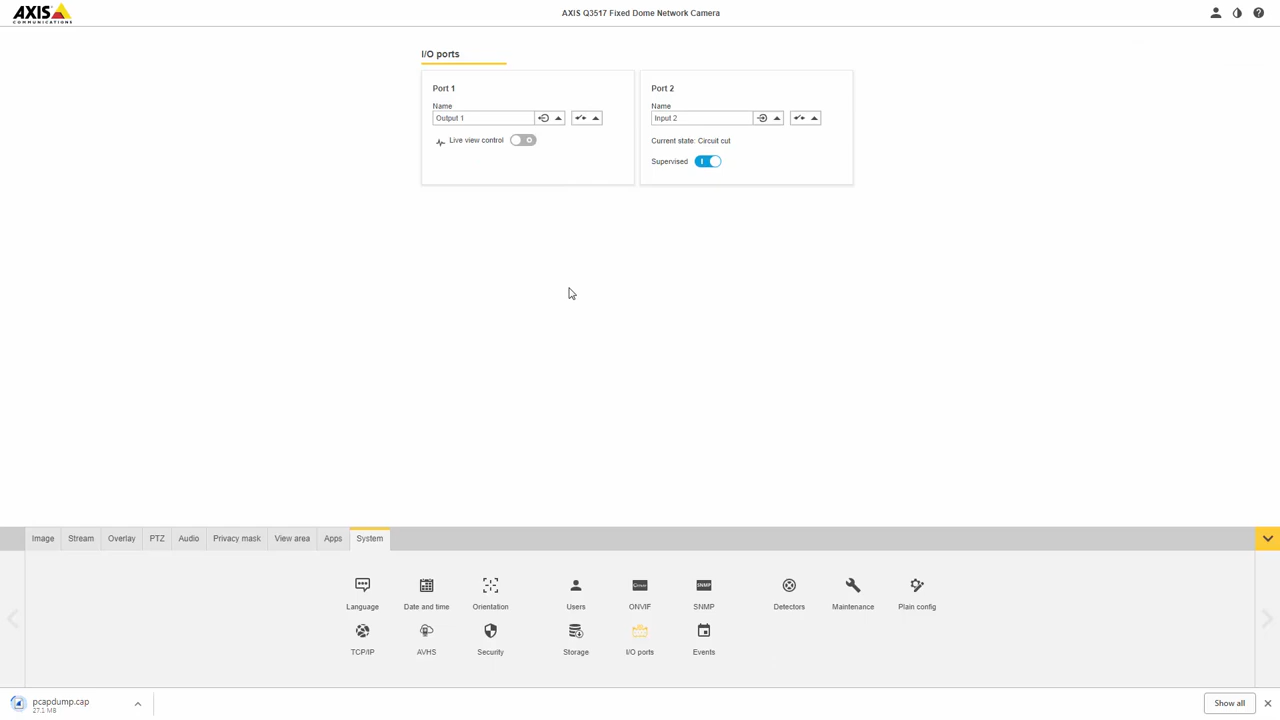 AXIS
COMMUNICATIONS
AXIS Q3517 Fixed Dome Network Camera
I/O ports
Port 1
Name
Output 1
Live view control
Port 2
Name
Input 2
Current state: Circuit cut
Supervised
Image Stream Overlay PTZ Audio Privacy mask View area Apps System
Language Date and time Orientation Users ONVIF SNMP Detectors Maintenance Plain config
TCP/IP AVHS Security Storage I/O ports Events
pcapdump.cap
27.1 MB
Show all